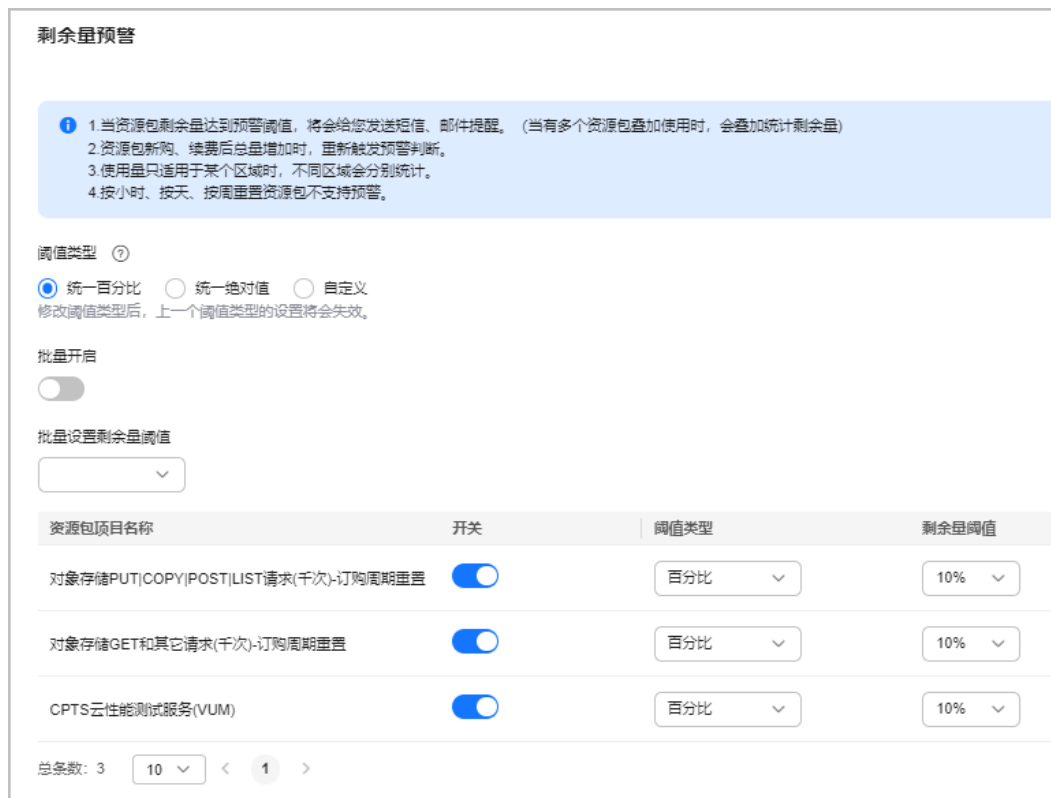 剩余量预警
1.当资源包剩余量达到预警阈值，将会给您发送短信、邮件提醒。（当有多个资源包叠加使用时，会叠加统计剩余量)
2.资源包新购、续费后总量增加时，重新触发预警判断。
3.使用量只适用于某个区域时，不同区域会分别统计。
4.按小时、按天、按周重置资源包不支持预警。
阈值类型 ?
统一百分比 统一绝对值 自定义
修改阈值类型后，上一个阈值类型的设置将会失效。
批量开启
批量设置剩余量阈值
资源包项目名称 开关 阈值类型 剩余量阈值
对象存储PUT|COPY|POST|LIST请求(千次)-订购周期重置 百分比 10%
对象存储GET和其它请求(千次)-订购周期重置 百分比 10%
CPTS云性能测试服务(VUM) 百分比 10%
总条数：3 10 < 1 >